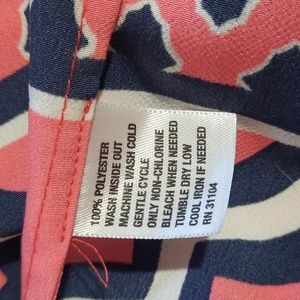 100% POLYESTER
WASH INSIDE OUT
MACHINE WASH COLD
GENTLE CYCLE
ONLY NON-CHLORINE
BLEACH WHEN NEEDED
TUMBLE DRY LOW
COOL IRON IF NEEDED
RN 31104